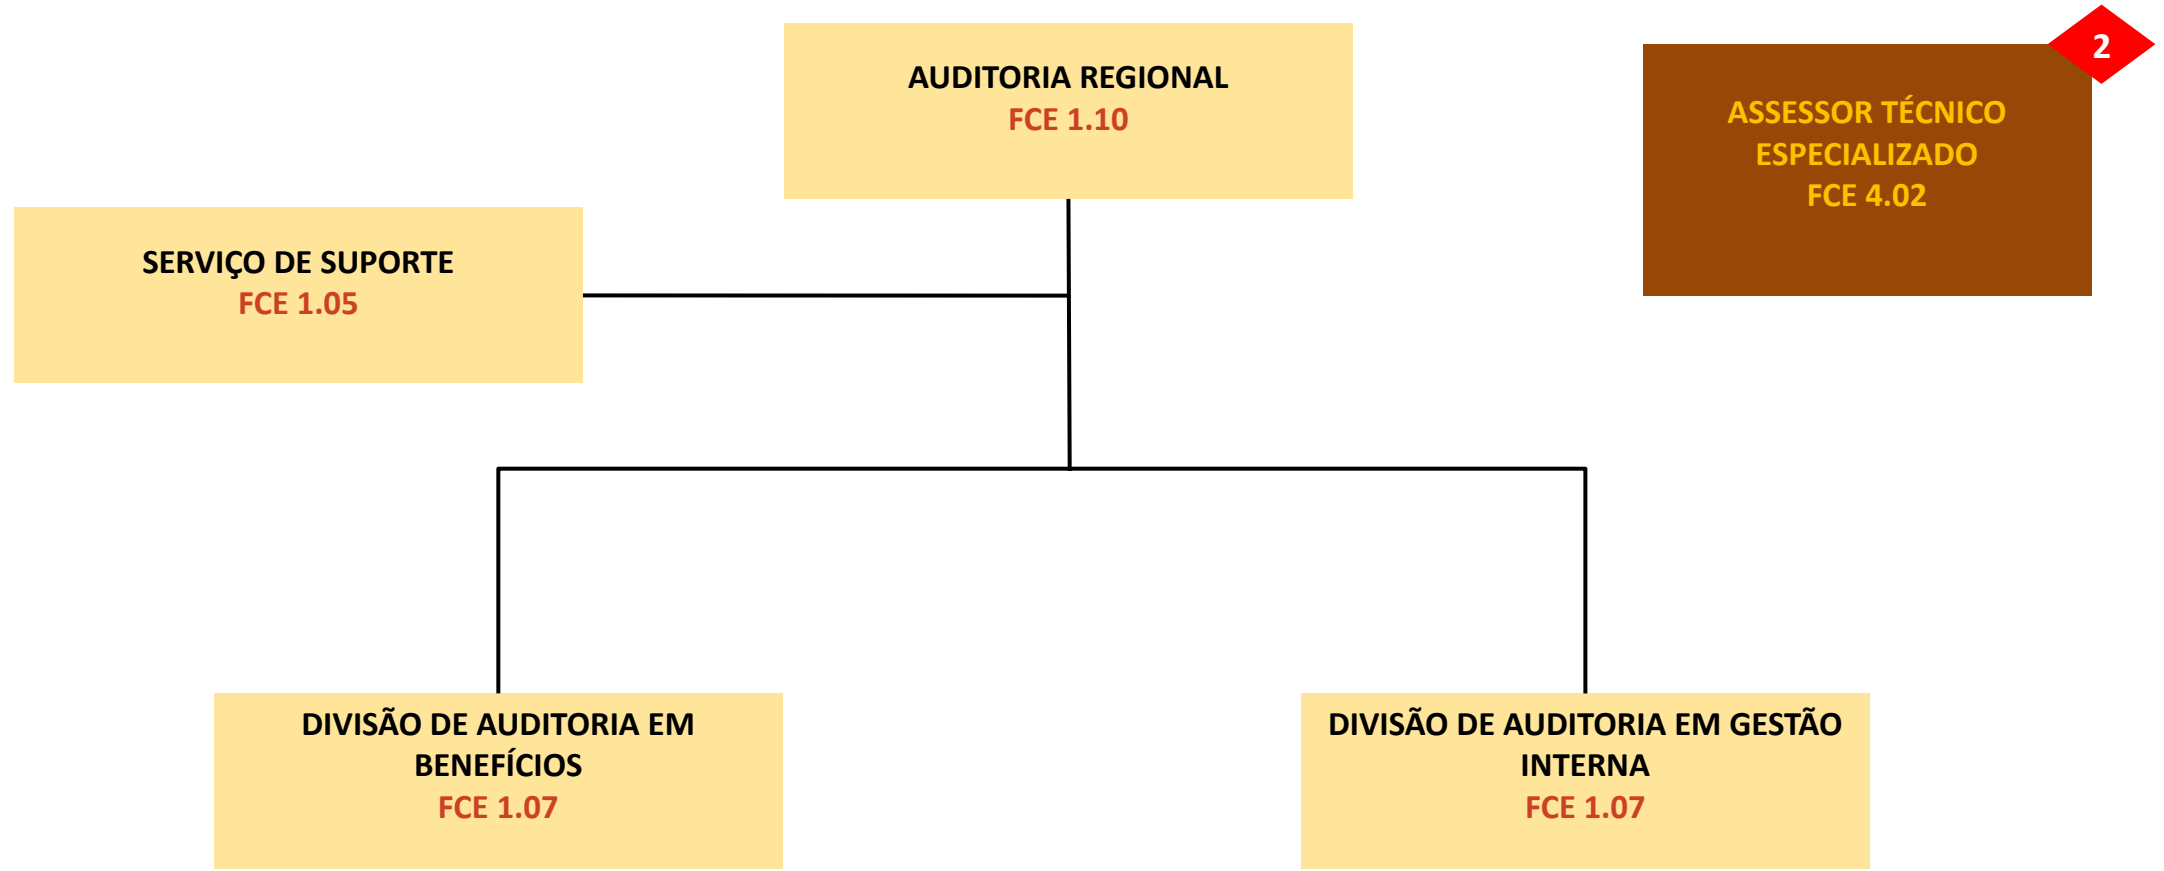 AUDITORIA REGIONAL
FCE 1.10
2
ASSESSOR TÉCNICO
ESPECIALIZADO
FCE 4.02
SERVIÇO DE SUPORTE
FCE 1.05
DIVISÃO DE AUDITORIA EM
BENEFÍCIOS
FCE 1.07
DIVISÃO DE AUDITORIA EM GESTÃO
INTERNA
FCE 1.07